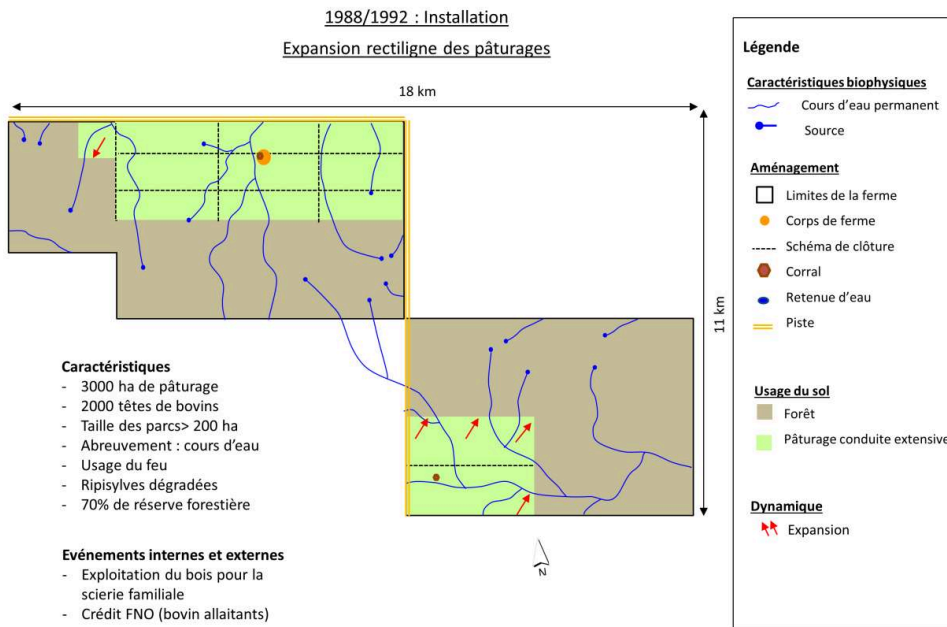 1988/1992 : Installation
Expansion rectiligne des pâturages
18 km
11 km
Caractéristiques
- 3000 ha de pâturage
- 2000 têtes de bovins
- Taille des parcs> 200 ha
- Abreuvement : cours d'eau
- Usage du feu
- Ripisylves dégradées
- 70% de réserve forestière
Evénements internes et externes
- Exploitation du bois pour la
scierie familiale
- Crédit FNO (bovin allaitants)
N
Légende
Caractéristiques biophysiques
Cours d'eau permanent
Source
Aménagement
Limites de la ferme
Corps de ferme
Schéma de clôture
Corral
Retenue d'eau
Piste
Usage du sol
Forêt
Pâturage conduite extensive
Dynamique
Expansion